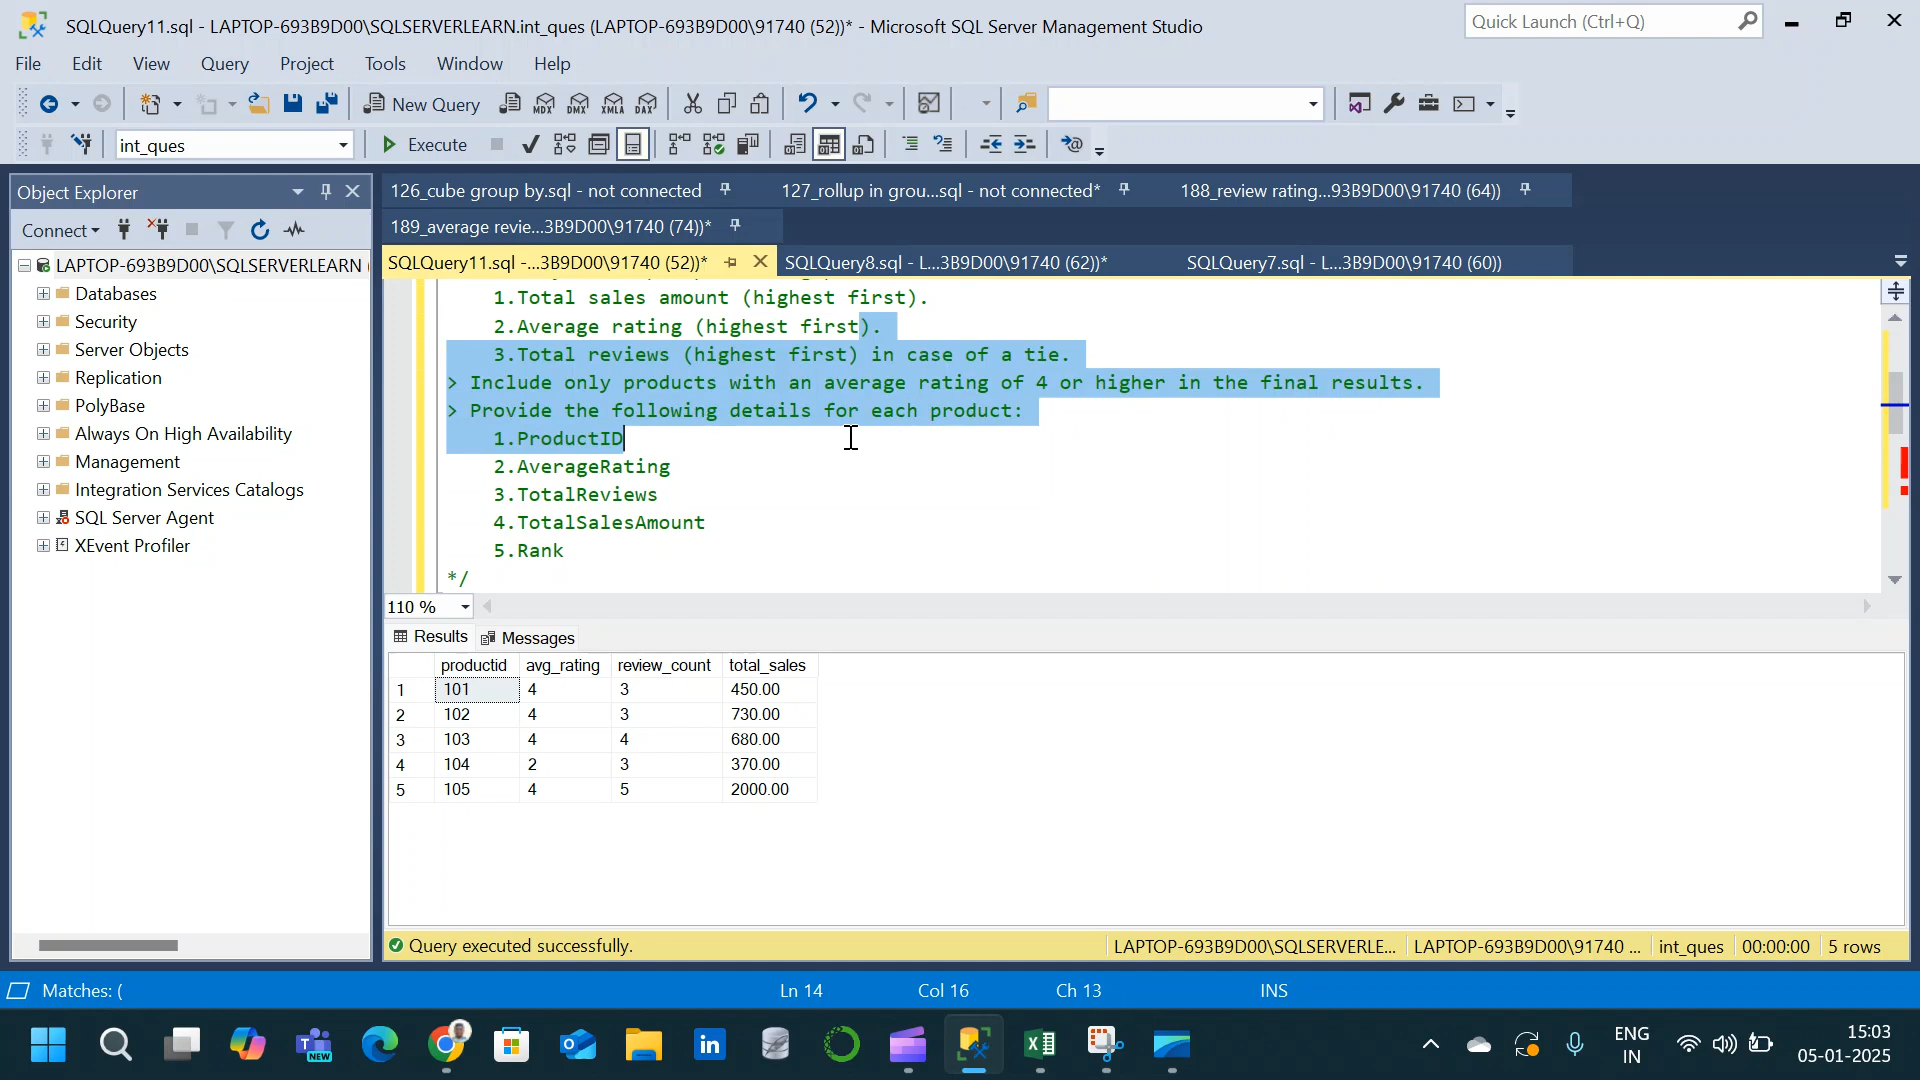 SQLQuery11.sql - LAPTOP-693B9D00\SQLSERVERLEARN.int_ques (LAPTOP-693B9D00\91740 (52))* - Microsoft SQL Server Management Studio
Quick Launch (Ctrl+Q)
File Edit View Query Project Tools Window Help
New Query MDX DMX XMLA DAX
int_ques Execute
Object Explorer
Connect
LAPTOP-693B9D00\SQLSERVERLEARN (
Databases
Security
Server Objects
Replication
PolyBase
Always On High Availability
Management
Integration Services Catalogs
SQL Server Agent
XEvent Profiler
126_cube group by.sql - not connected 127_rollup in grou...sql - not connected* 188_review rating...93B9D00\91740 (64))
189_average revie...3B9D00\91740 (74))*
SQLQuery11.sql -...3B9D00\91740 (52))* SQLQuery8.sql - L...3B9D00\91740 (62))* SQLQuery7.sql - L...3B9D00\91740 (60))
1.Total sales amount (highest first).
2.Average rating (highest first).
3.Total reviews (highest first) in case of a tie.
> Include only products with an average rating of 4 or higher in the final results.
> Provide the following details for each product:
1.ProductID
2.AverageRating
3.TotalReviews
4.TotalSalesAmount
5.Rank
*/
110 %
Results Messages
productid avg_rating review_count total_sales
1 101 4 3 450.00
2 102 4 3 730.00
3 103 4 4 680.00
4 104 2 3 370.00
5 105 4 5 2000.00
Query executed successfully. LAPTOP-693B9D00\SQLSERVERLE... LAPTOP-693B9D00\91740 ... int_ques 00:00:00 5 rows
Matches: ( Ln 14 Col 16 Ch 13 INS
NEW
ENG
IN
15:03
05-01-2025